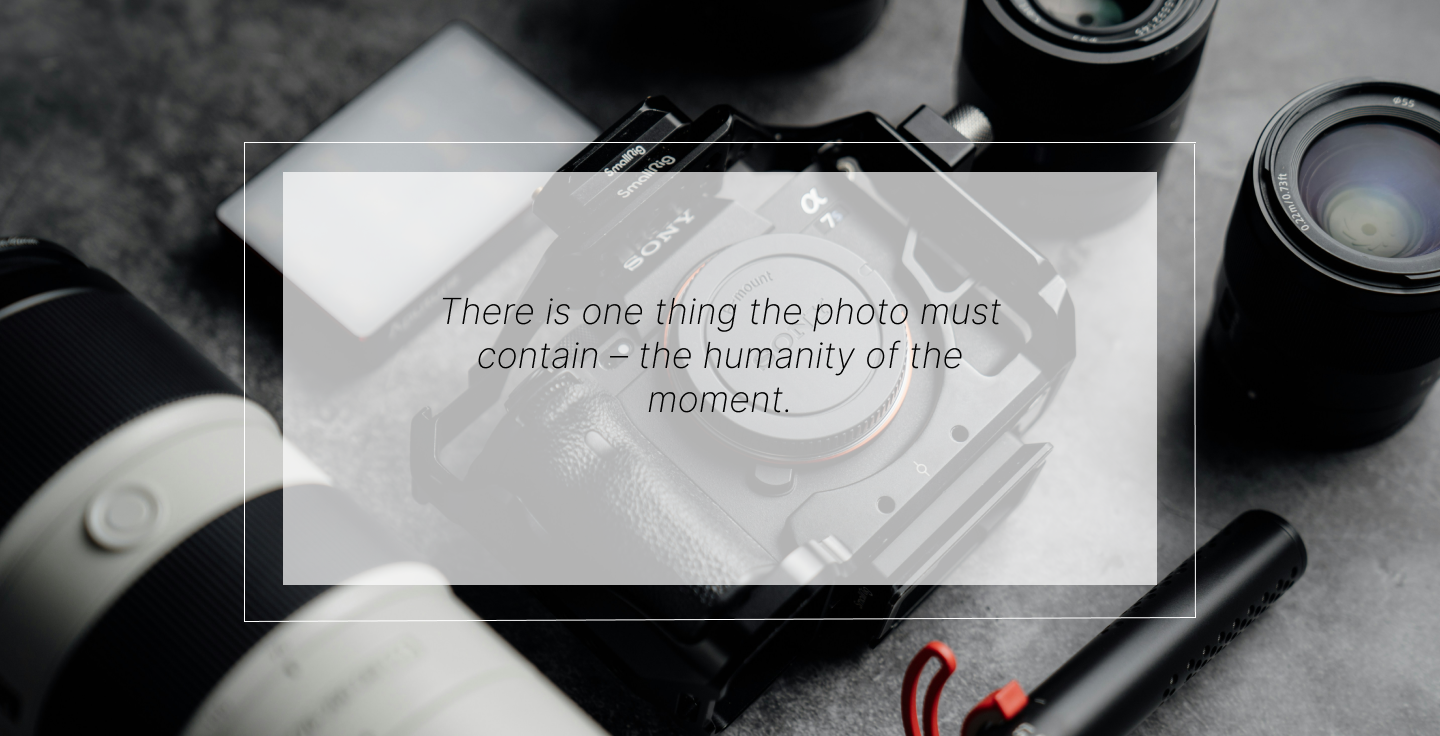 SmallRig
SmallRig
SONY
α
7s
mount
Φ55
0.22m/0.73ft
There is one thing the photo must
contain – the humanity of the
moment.